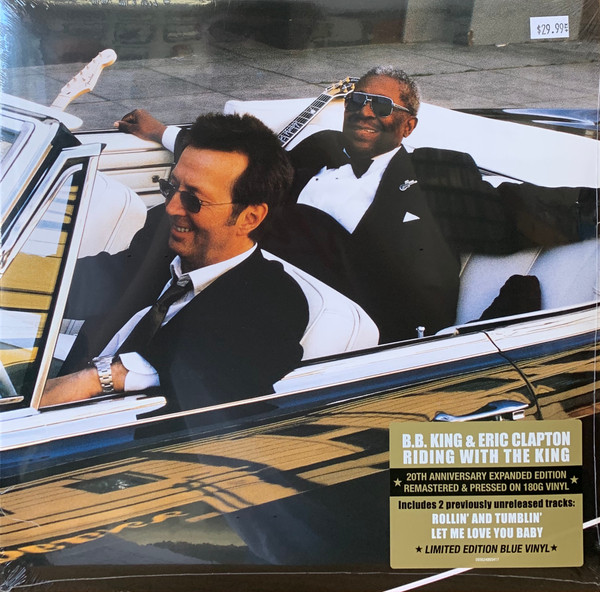 $29.99
B.B. KING & ERIC CLAPTON
RIDING WITH THE KING
20TH ANNIVERSARY EXPANDED EDITION
REMASTERED & PRESSED ON 180G VINYL
Includes 2 previously unreleased tracks:
ROLLIN' AND TUMBLIN'
LET ME LOVE YOU BABY
★ LIMITED EDITION BLUE VINYL ★